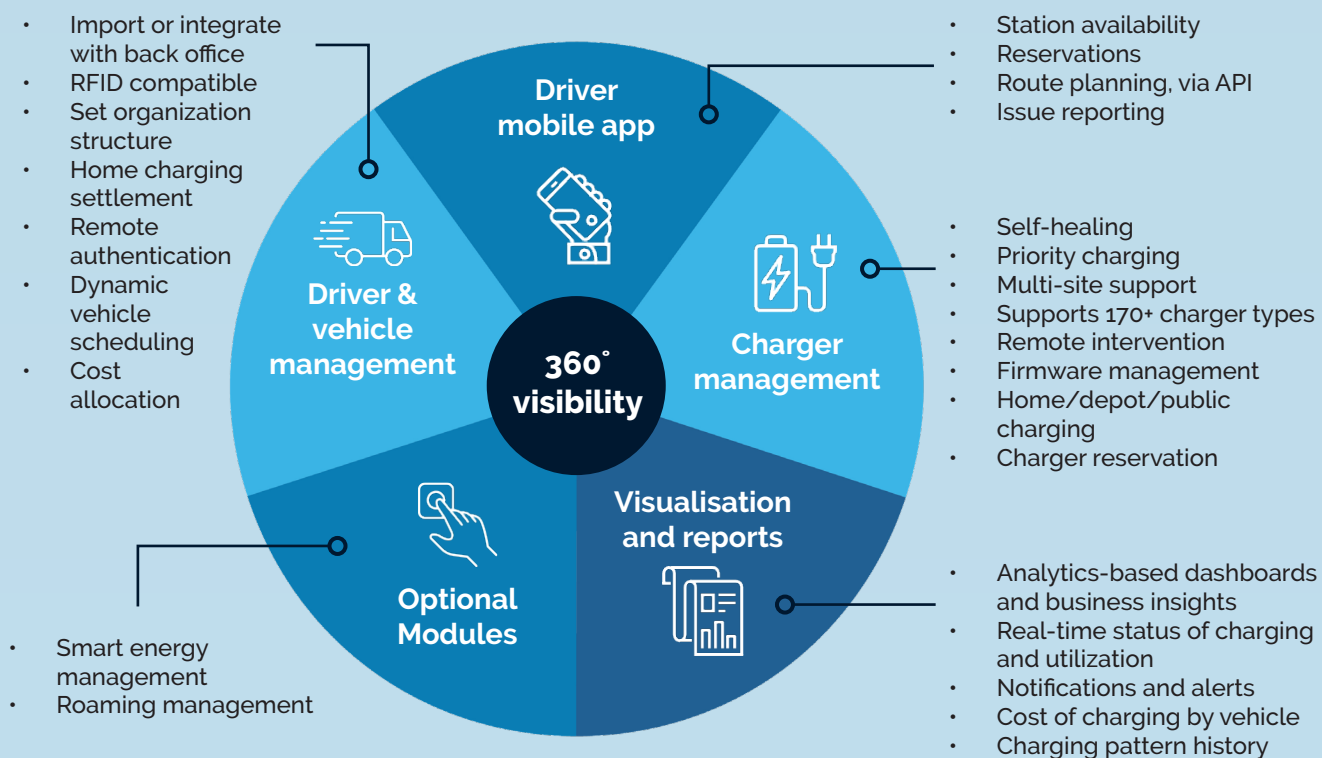 • Import or integrate
with back office
• RFID compatible
• Set organization
structure
• Home charging
settlement
• Remote
authentication
• Dynamic
vehicle
scheduling
• Cost
allocation
Driver
mobile app
• Station availability
• Reservations
• Route planning, via API
• Issue reporting
Driver &
vehicle
management
360°
visibility
Charger
management
• Self-healing
• Priority charging
• Multi-site support
• Supports 170+ charger types
• Remote intervention
• Firmware management
• Home/depot/public
charging
• Charger reservation
Optional
Modules
• Smart energy
management
• Roaming management
Visualisation
and reports
• Analytics-based dashboards
and business insights
• Real-time status of charging
and utilization
• Notifications and alerts
• Cost of charging by vehicle
• Charging pattern history